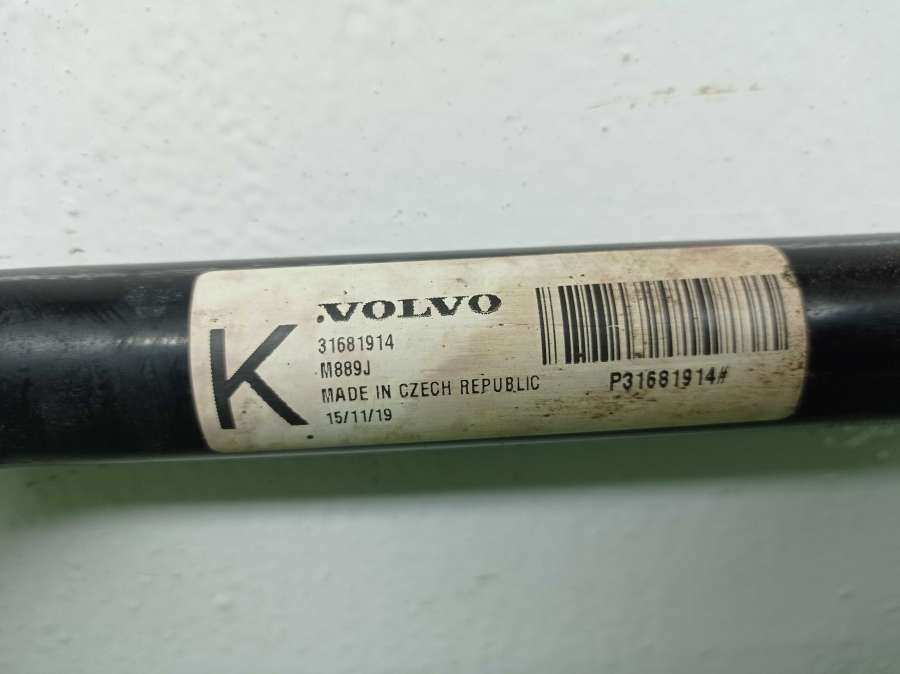 K
VOLVO
31681914
M889J
MADE IN CZECH REPUBLIC
15/11/19
P31681914#